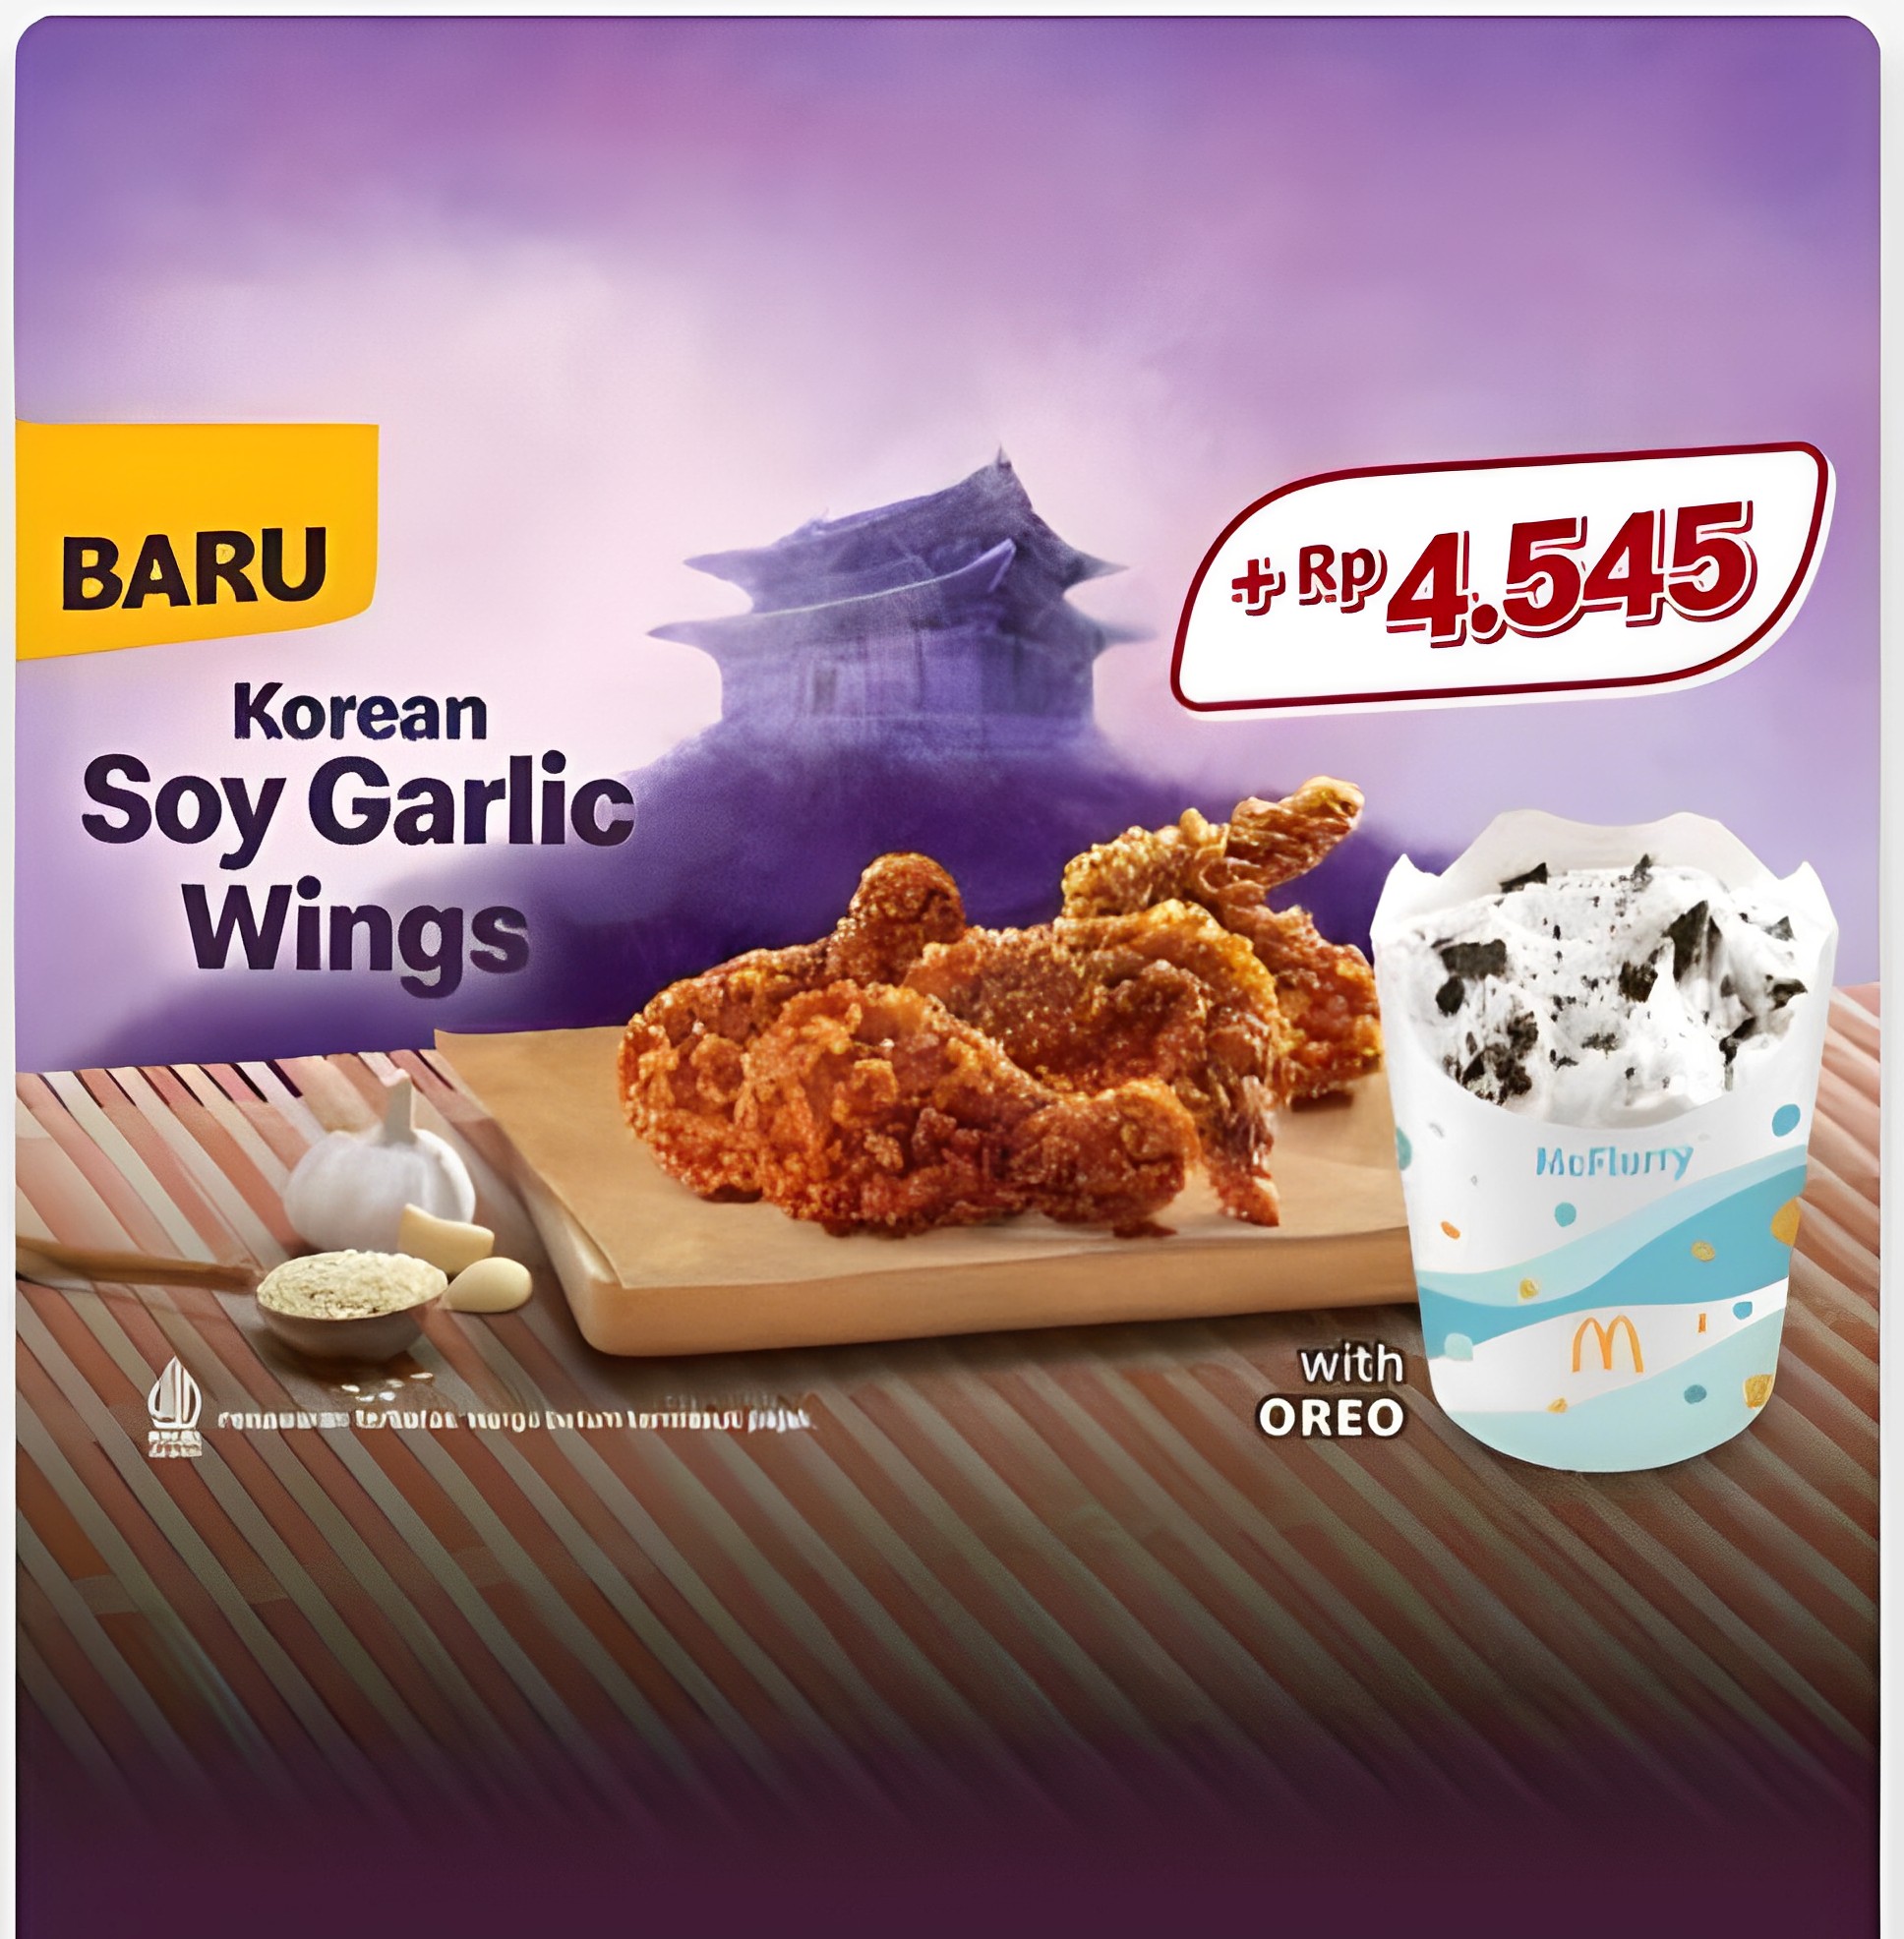 BARU
+ Rp 4.545
Korean
Soy Garlic
Wings
McFlurry
with
OREO